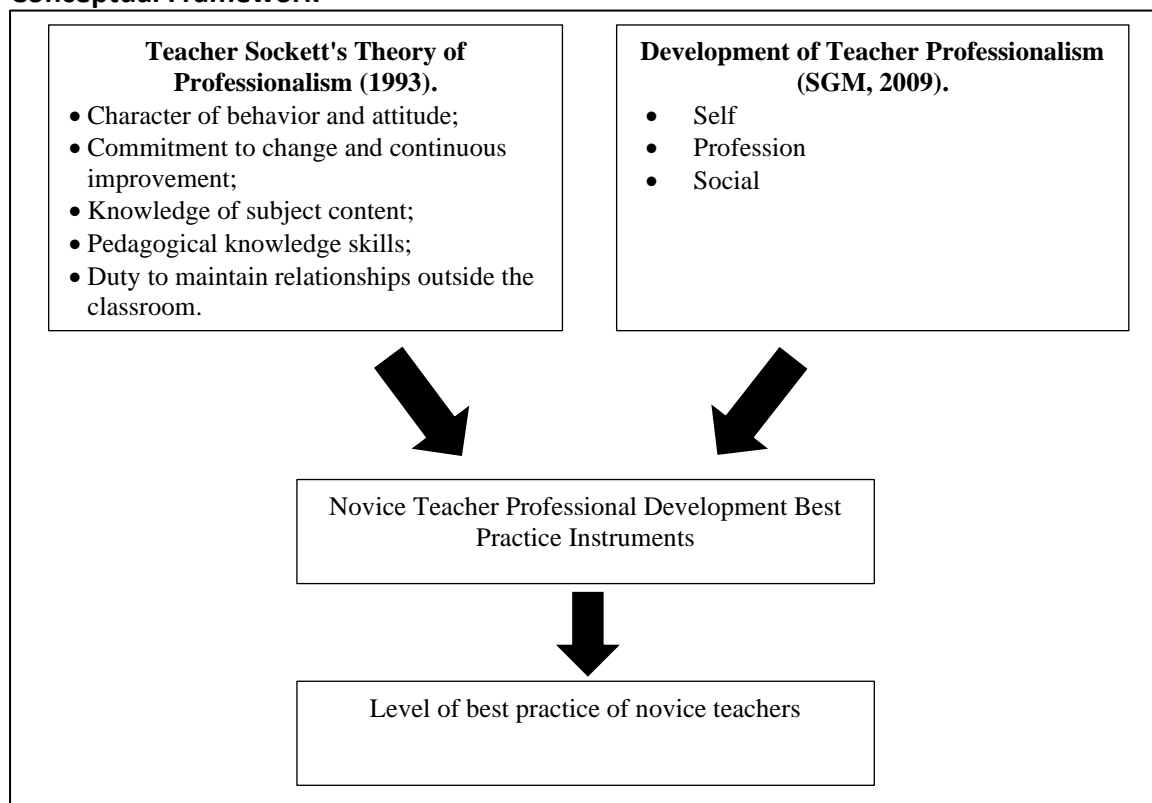 Conceptual Framework
Teacher Sockett's Theory of
Professionalism (1993).
• Character of behavior and attitude;
• Commitment to change and continuous
improvement;
• Knowledge of subject content;
• Pedagogical knowledge skills;
• Duty to maintain relationships outside the
classroom.
Development of Teacher Professionalism
(SGM, 2009).
• Self
• Profession
• Social
Novice Teacher Professional Development Best
Practice Instruments
Level of best practice of novice teachers